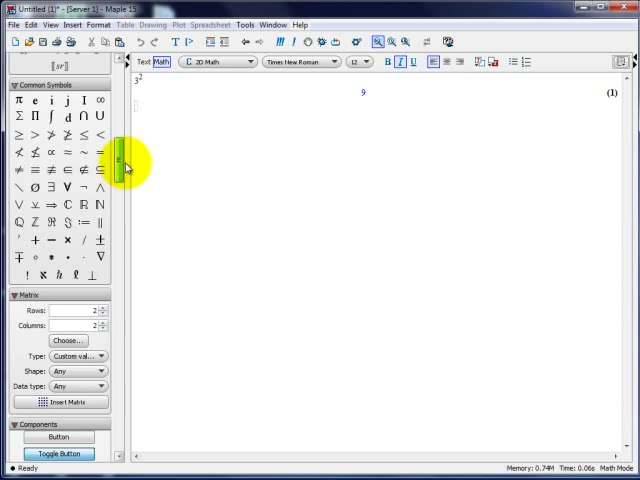 Untitled (1)* - [Server 1] - Maple 15
File Edit View Insert Format Table Drawing Plot Spreadsheet Tools Window Help
Text Math C 2D Math Times New Roman 12 B I U
⟦sr⟧
Common Symbols
π e i j I ∞
Σ Π ∫ d ∩ ∪
≥ > ≯ ≱ ≤ <
≮ ≰ ∝ ≈ ~ =
≠ ≡ ≢ ∈ ∉ ⊆
\ Ø ∃ ∀ ¬ ∧
∨ ⊻ ⇒ ℂ ℝ ℕ
ℚ ℤ ℜ ℑ := ∥
' + − × / ±
∓ ∘ * · . ∇
! ℵ ℏ ℓ ⊥
Matrix
Rows: 2
Columns: 2
Choose...
Type: Custom val...
Shape: Any
Data type: Any
Insert Matrix
Components
Button
Toggle Button
3²
9 (1)
Ready Memory: 0.74M Time: 0.06s Math Mode